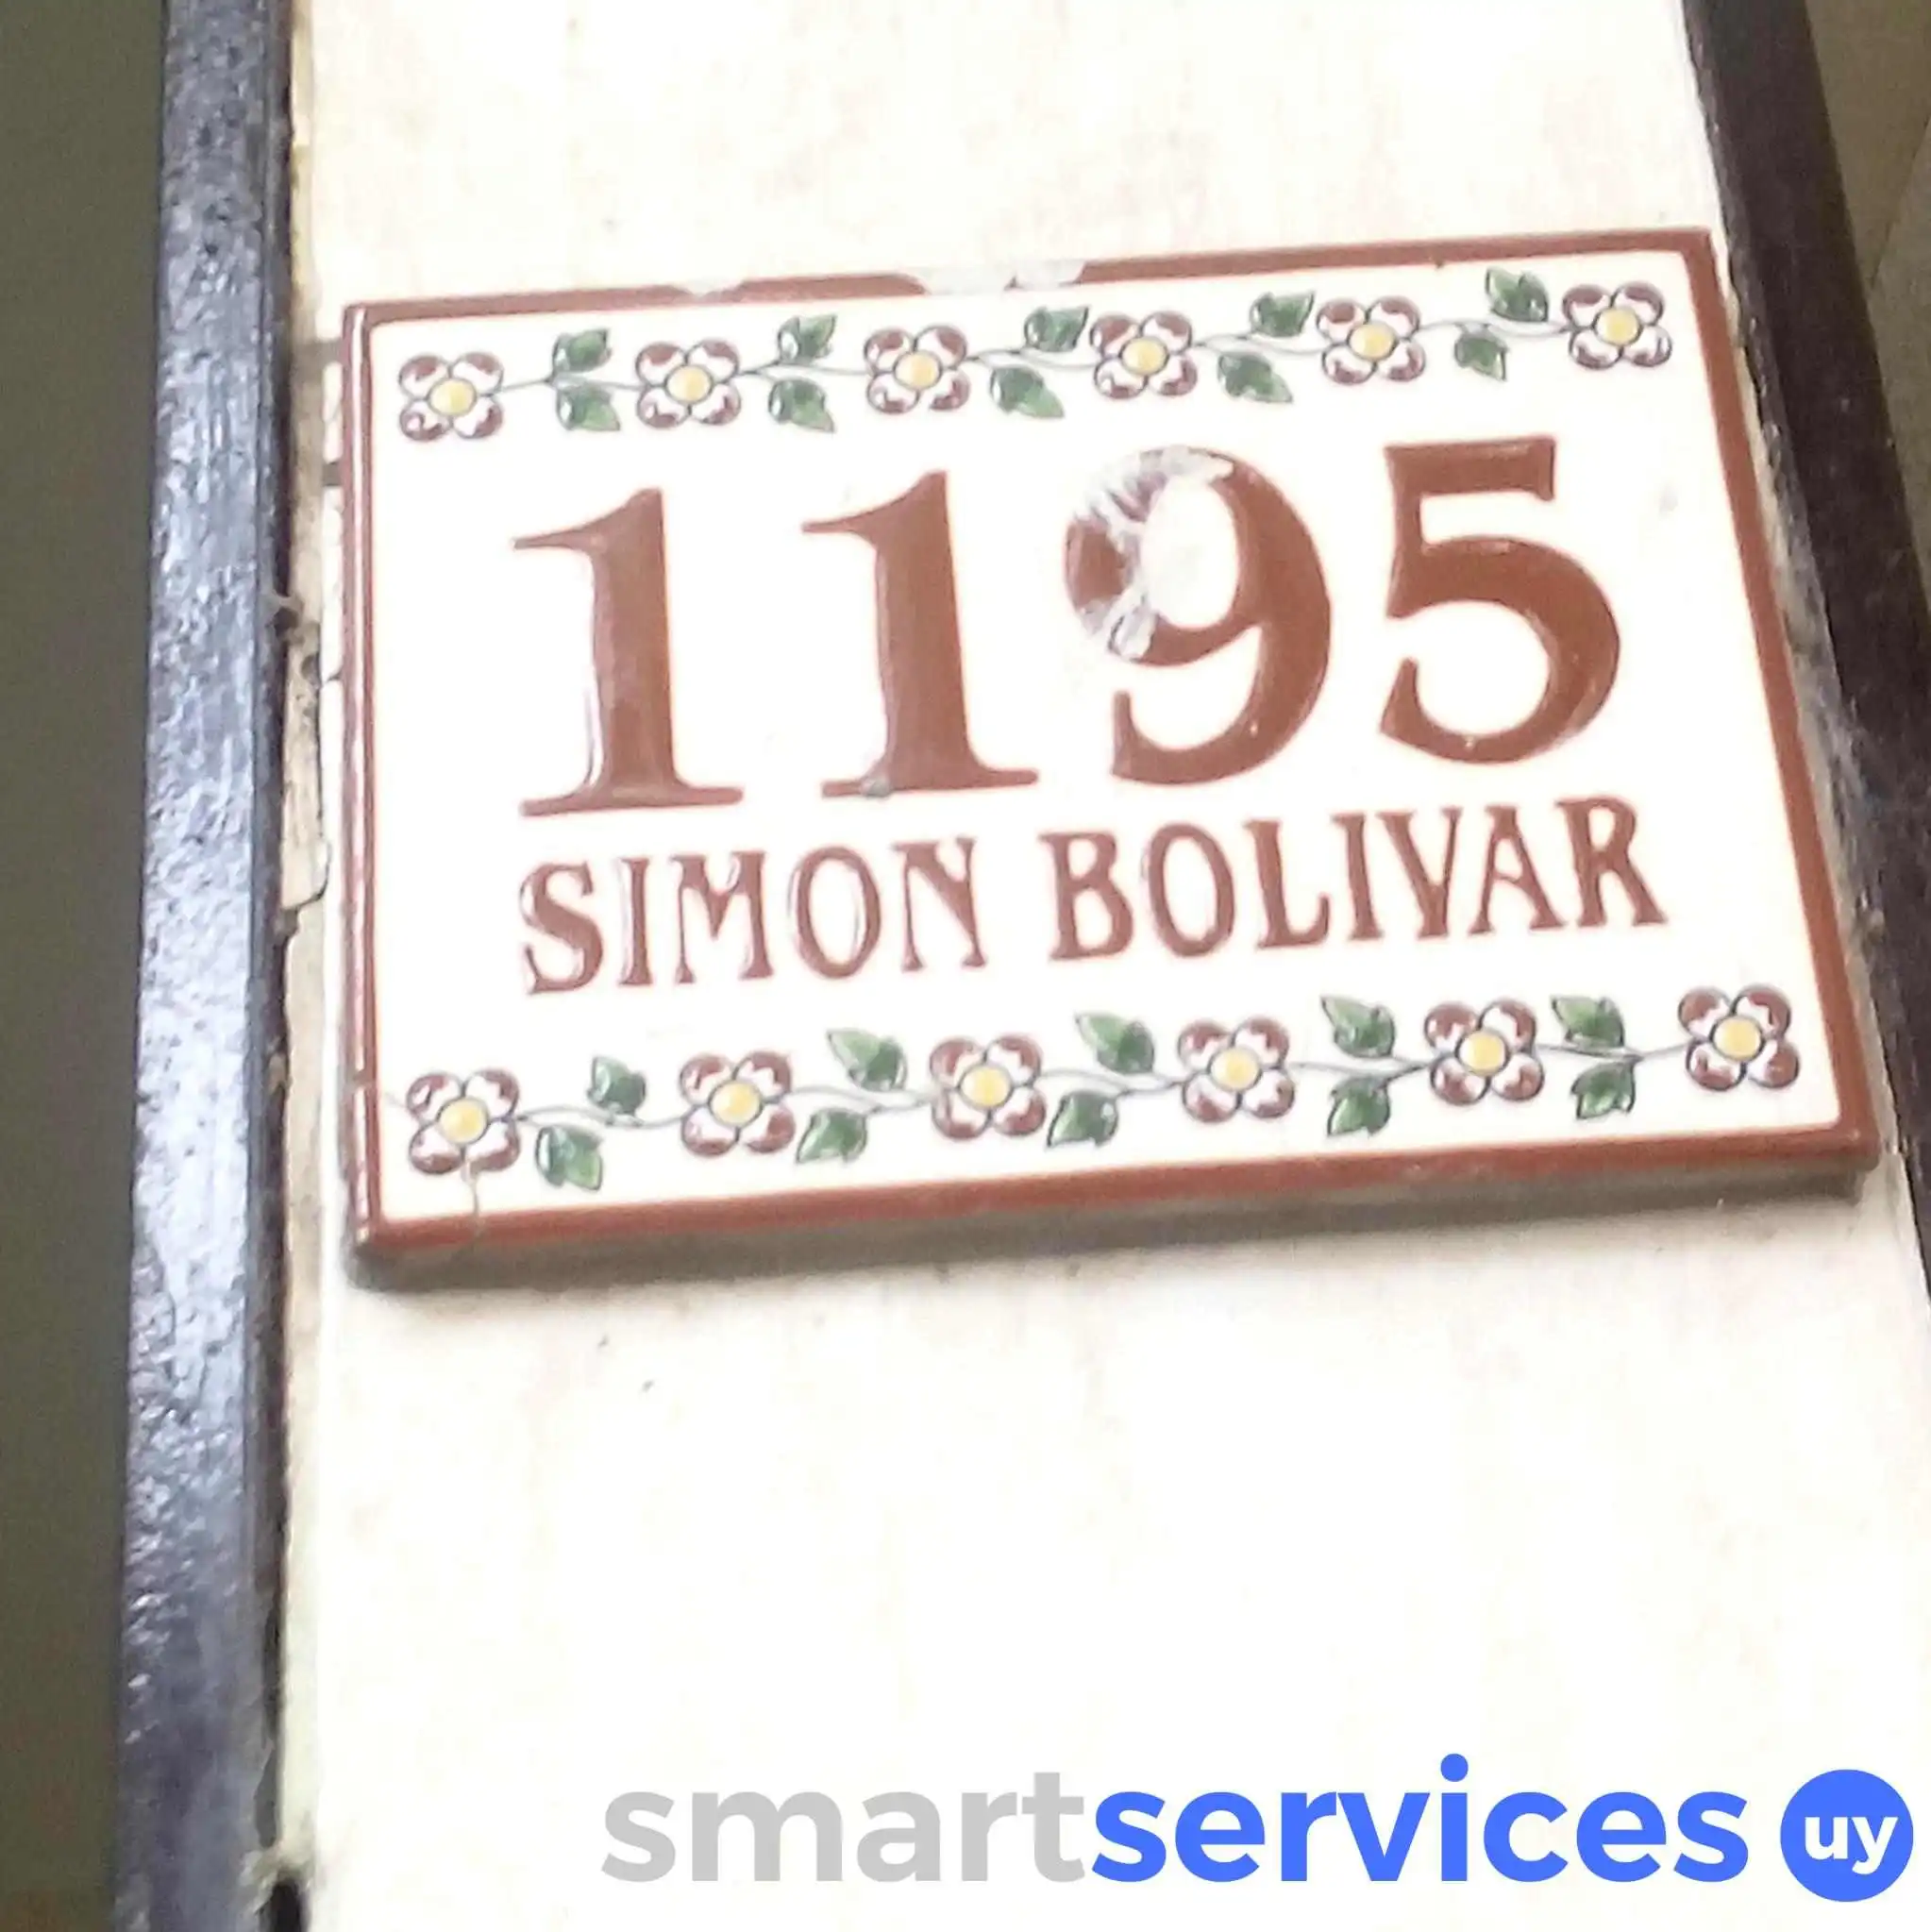 1195
SIMON BOLIVAR
smartservices uy